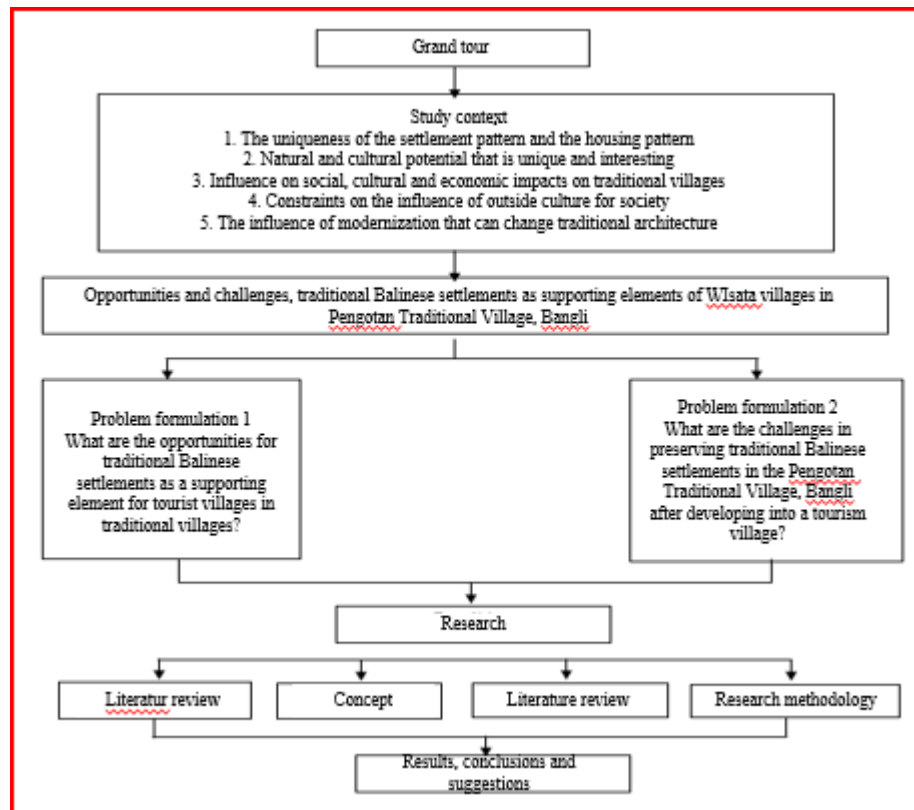 Grand tour
Study context
1. The uniqueness of the settlement pattern and the housing pattern
2. Natural and cultural potential that is unique and interesting
3. Influence on social, cultural and economic impacts on traditional villages
4. Constraints on the influence of outside culture for society
5. The influence of modernization that can change traditional architecture
Opportunities and challenges, traditional Balinese settlements as supporting elements of WIsata villages in
Pengotan Traditional Village, Bangli
Problem formulation 1
What are the opportunities for
traditional Balinese
settlements as a supporting
element for tourist villages in
traditional villages?
Problem formulation 2
What are the challenges in
preserving traditional Balinese
settlements in the Pengotan
Traditional Village, Bangli
after developing into a tourism
village?
Research
Literatur review
Concept
Literature review
Research methodology
Results, conclusions and
suggestions